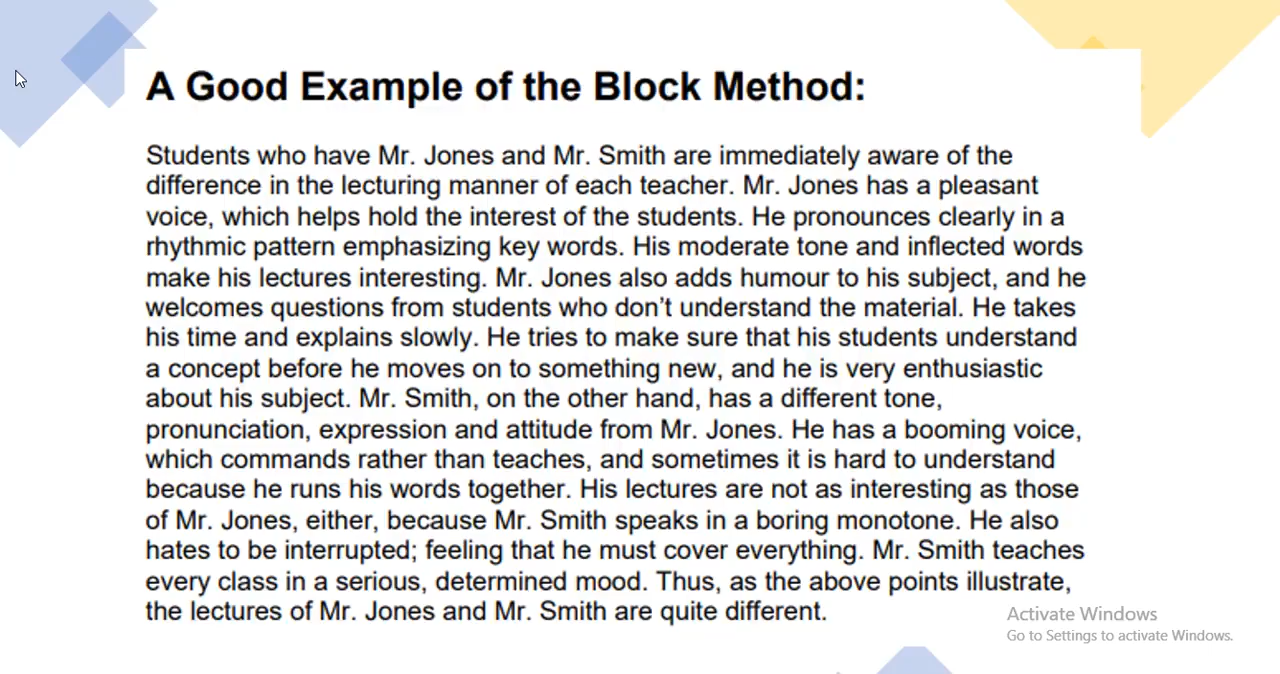 A Good Example of the Block Method:
Students who have Mr. Jones and Mr. Smith are immediately aware of the
difference in the lecturing manner of each teacher. Mr. Jones has a pleasant
voice, which helps hold the interest of the students. He pronounces clearly in a
rhythmic pattern emphasizing key words. His moderate tone and inflected words
make his lectures interesting. Mr. Jones also adds humour to his subject, and he
welcomes questions from students who don’t understand the material. He takes
his time and explains slowly. He tries to make sure that his students understand
a concept before he moves on to something new, and he is very enthusiastic
about his subject. Mr. Smith, on the other hand, has a different tone,
pronunciation, expression and attitude from Mr. Jones. He has a booming voice,
which commands rather than teaches, and sometimes it is hard to understand
because he runs his words together. His lectures are not as interesting as those
of Mr. Jones, either, because Mr. Smith speaks in a boring monotone. He also
hates to be interrupted; feeling that he must cover everything. Mr. Smith teaches
every class in a serious, determined mood. Thus, as the above points illustrate,
the lectures of Mr. Jones and Mr. Smith are quite different.
Activate Windows
Go to Settings to activate Windows.